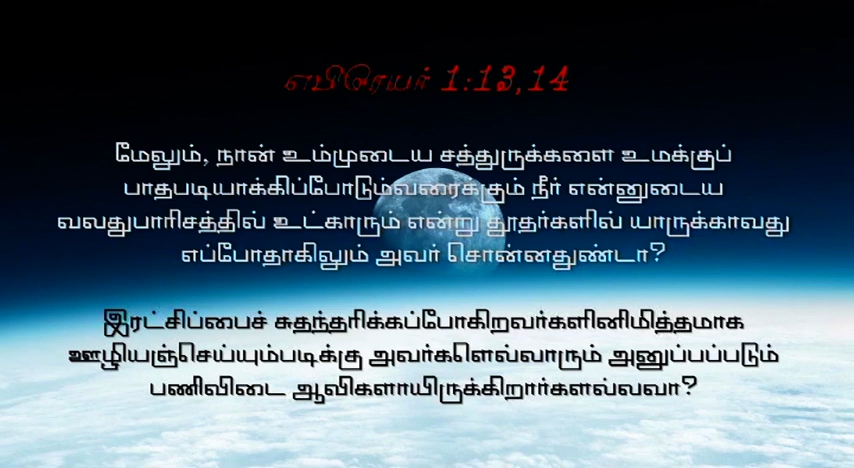 எபிரெயர் 1:13,14
மேலும், நான் உம்முடைய சத்துருக்களை உமக்குப்
பாதபடியாக்கிப்போடும்வரைக்கும் நீர் என்னுடைய
வலதுபாரிசத்தில் உட்காரும் என்று தூதர்களில் யாருக்காவது
எப்போதாகிலும் அவர் சொன்னதுண்டா?
இரட்சிப்பைச் சுதந்தரிக்கப்போகிறவர்களினிமித்தமாக
ஊழியஞ்செய்யும்படிக்கு அவர்களெல்லாரும் அனுப்பப்படும்
பணிவிடை ஆவிகளாயிருக்கிறார்களல்லவா?